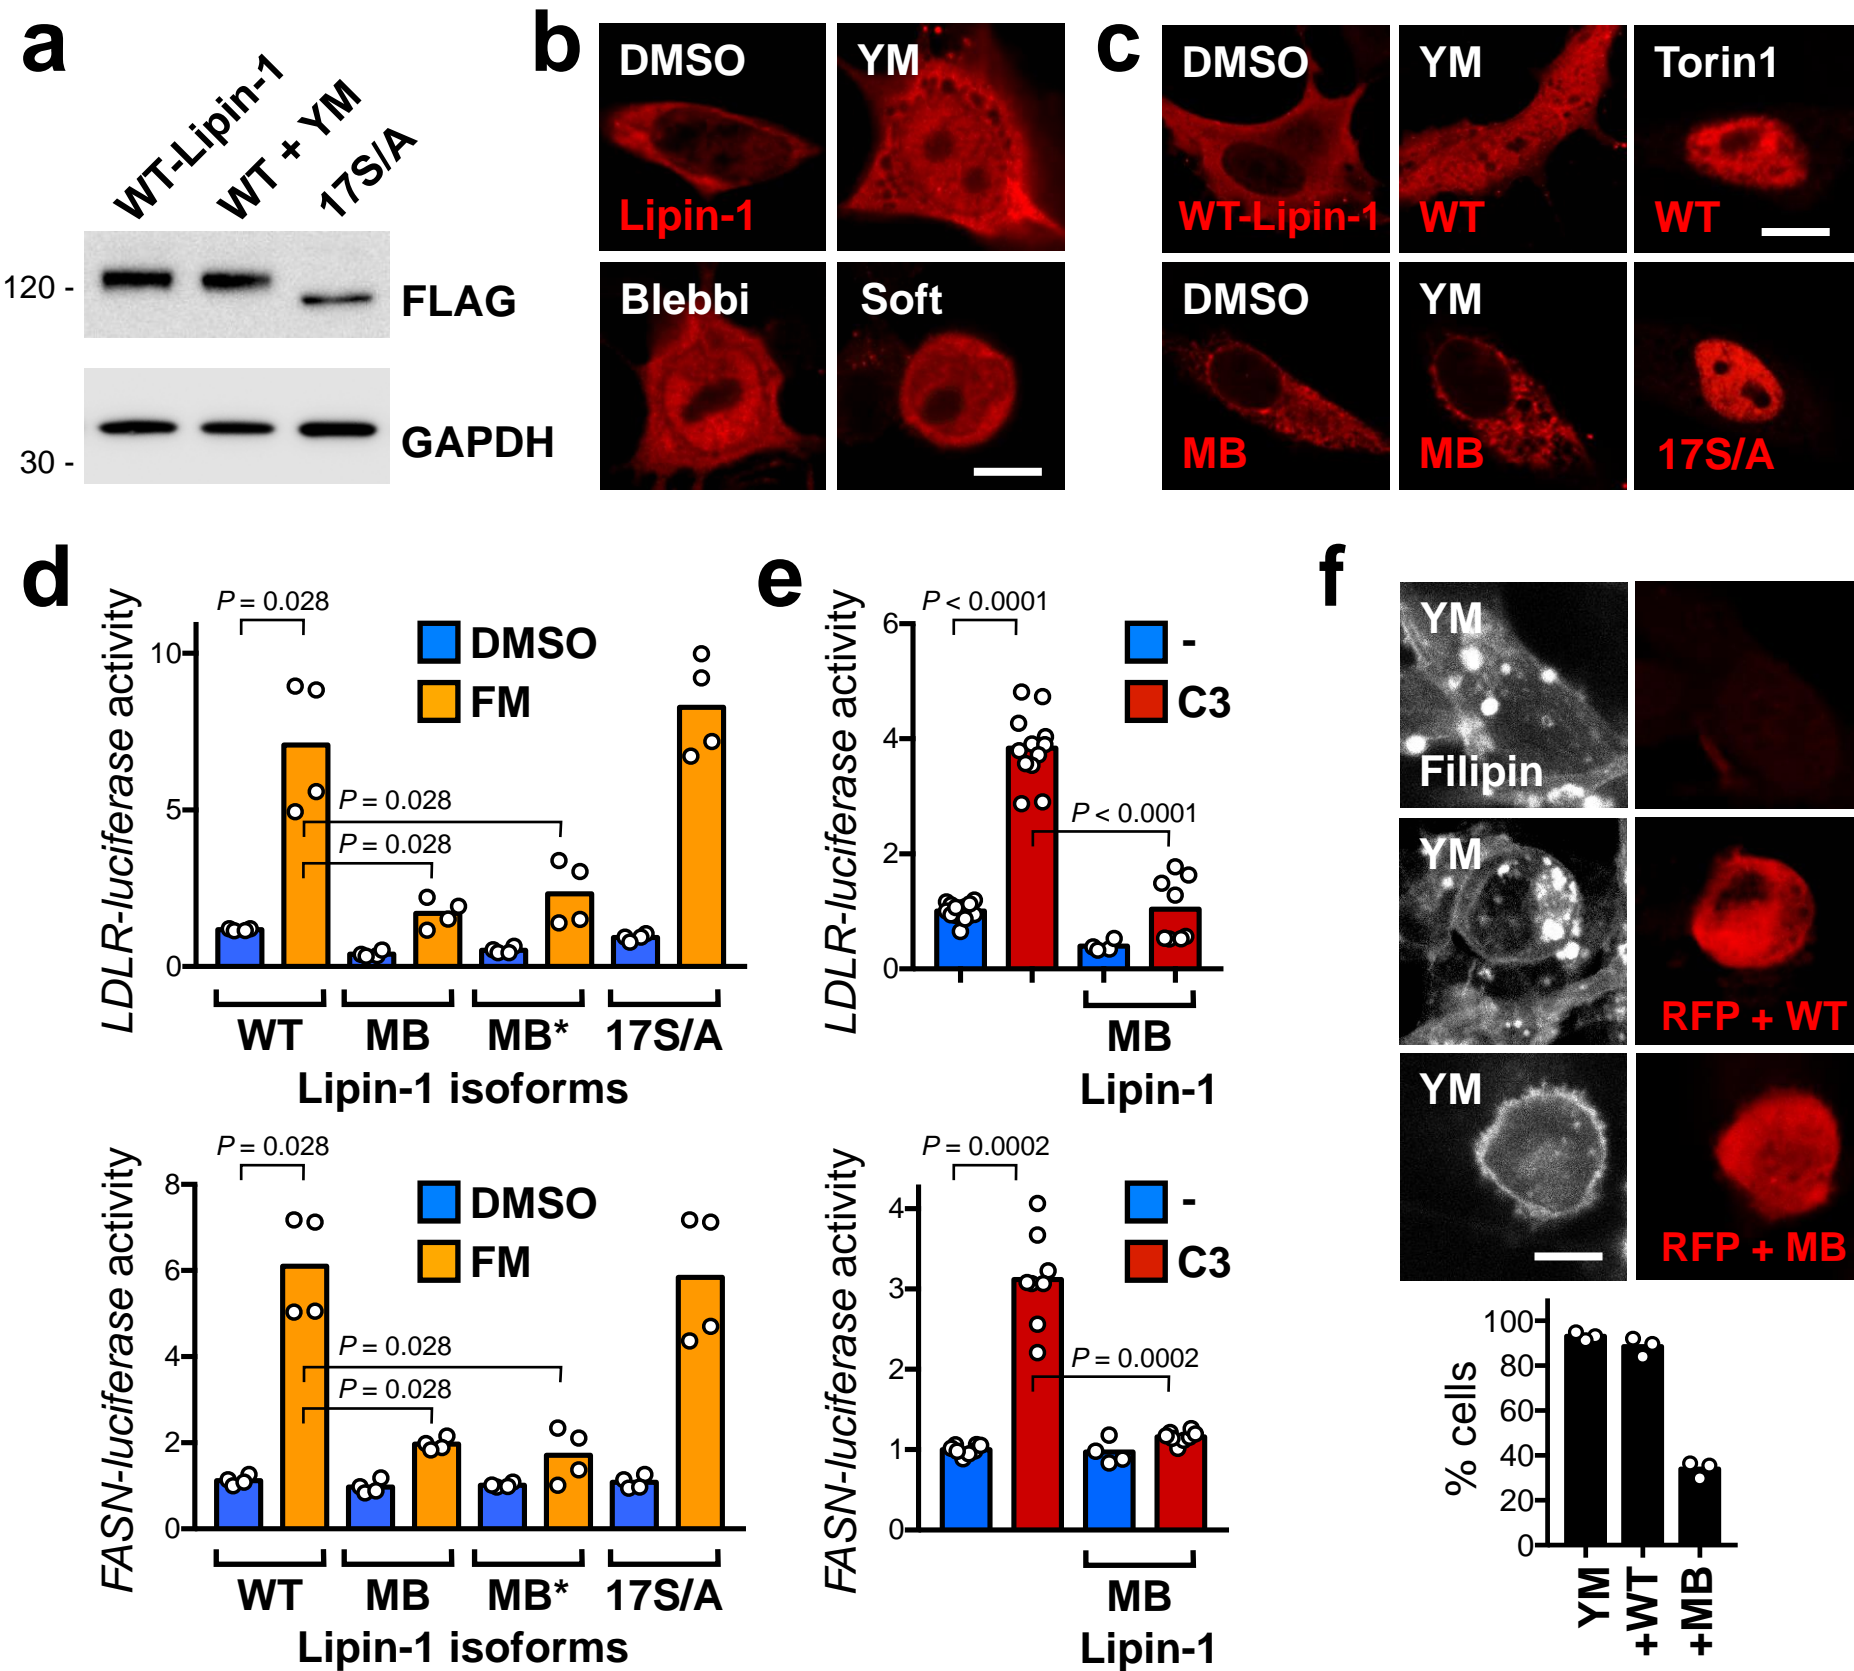 a
WT-Lipin-1
WT + YM
17S/A
120 -
FLAG
GAPDH
30 -
b
DMSO
YM
Lipin-1
Blebbi
Soft
c
DMSO
YM
Torin1
WT-Lipin-1
WT
WT
DMSO
YM
MB
MB
17S/A
d
LDLR-luciferase activity
P = 0.028
DMSO
FM
10
5
0
P = 0.028
P = 0.028
WT
MB
MB*
17S/A
Lipin-1 isoforms
FASN-luciferase activity
P = 0.028
DMSO
FM
8
6
4
2
0
P = 0.028
P = 0.028
WT
MB
MB*
17S/A
Lipin-1 isoforms
e
LDLR-luciferase activity
P < 0.0001
-
C3
6
4
2
0
P < 0.0001
MB
Lipin-1
FASN-luciferase activity
P = 0.0002
-
C3
4
3
2
1
0
P = 0.0002
MB
Lipin-1
f
YM
Filipin
YM
RFP + WT
YM
RFP + MB
% cells
100
80
60
40
20
0
YM
+WT
+MB